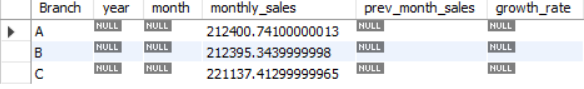 Branch year month monthly_sales prev_month_sales growth_rate
A NULL NULL 212400.74100000013 NULL NULL
B NULL NULL 212395.3439999998 NULL NULL
C NULL NULL 221137.41299999965 NULL NULL